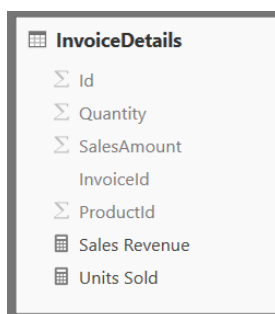 InvoiceDetails
Id
Quantity
SalesAmount
InvoiceId
ProductId
Sales Revenue
Units Sold